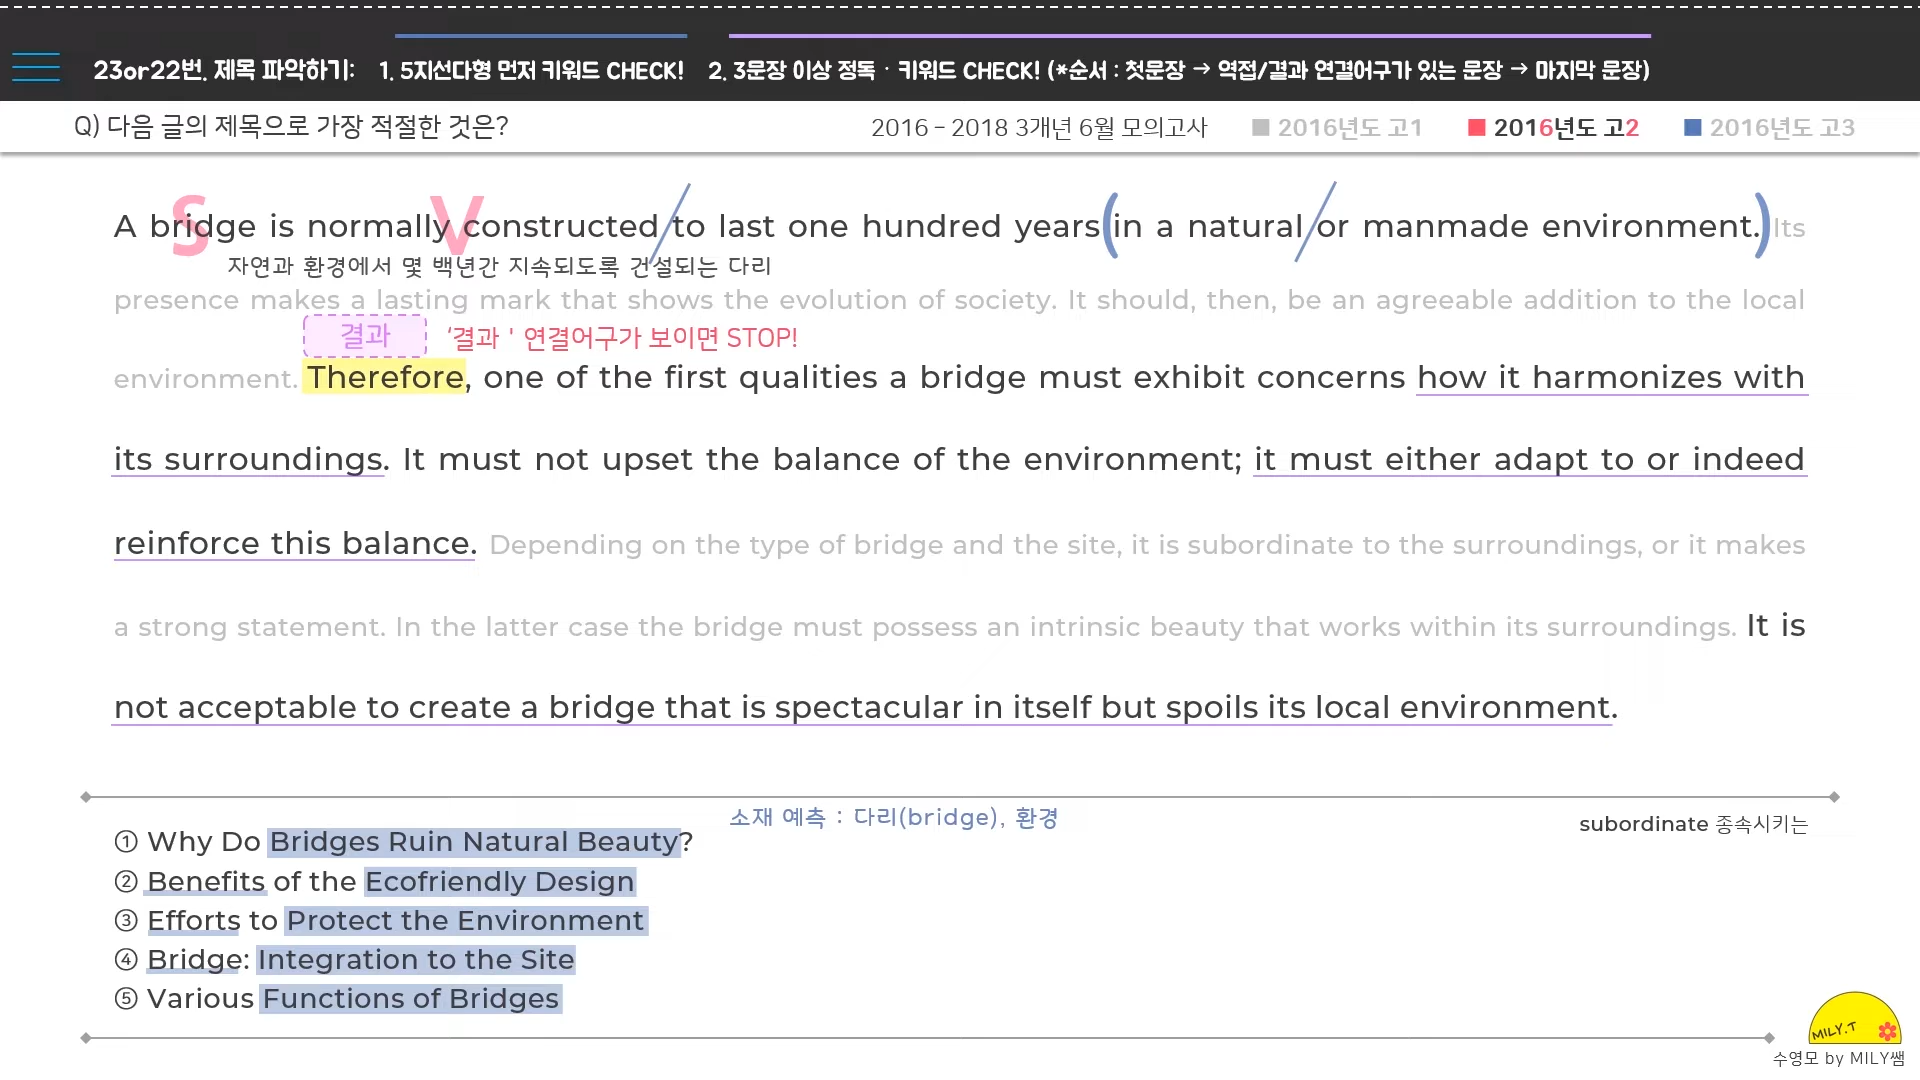 23or22번. 제목 파악하기: 1. 5지선다형 먼저 키워드 CHECK! 2. 3문장 이상 정독 · 키워드 CHECK! (*순서 : 첫문장 → 역접/결과 연결어구가 있는 문장 → 마지막 문장)
Q) 다음 글의 제목으로 가장 적절한 것은? 2016 – 2018 3개년 6월 모의고사 2016년도 고1 2016년도 고2 2016년도 고3
S V
A bridge is normally constructed / to last one hundred years (in a natural / or manmade environment.) Its
자연과 환경에서 몇 백년간 지속되도록 건설되는 다리
presence makes a lasting mark that shows the evolution of society. It should, then, be an agreeable addition to the local
결과 ‘결과 ' 연결어구가 보이면 STOP!
environment. Therefore, one of the first qualities a bridge must exhibit concerns how it harmonizes with
its surroundings. It must not upset the balance of the environment; it must either adapt to or indeed
reinforce this balance. Depending on the type of bridge and the site, it is subordinate to the surroundings, or it makes
a strong statement. In the latter case the bridge must possess an intrinsic beauty that works within its surroundings. It is
not acceptable to create a bridge that is spectacular in itself but spoils its local environment.
소재 예측 : 다리(bridge), 환경
subordinate 종속시키는
① Why Do Bridges Ruin Natural Beauty?
② Benefits of the Ecofriendly Design
③ Efforts to Protect the Environment
④ Bridge: Integration to the Site
⑤ Various Functions of Bridges
MILY.T
수영모 by MILY쌤